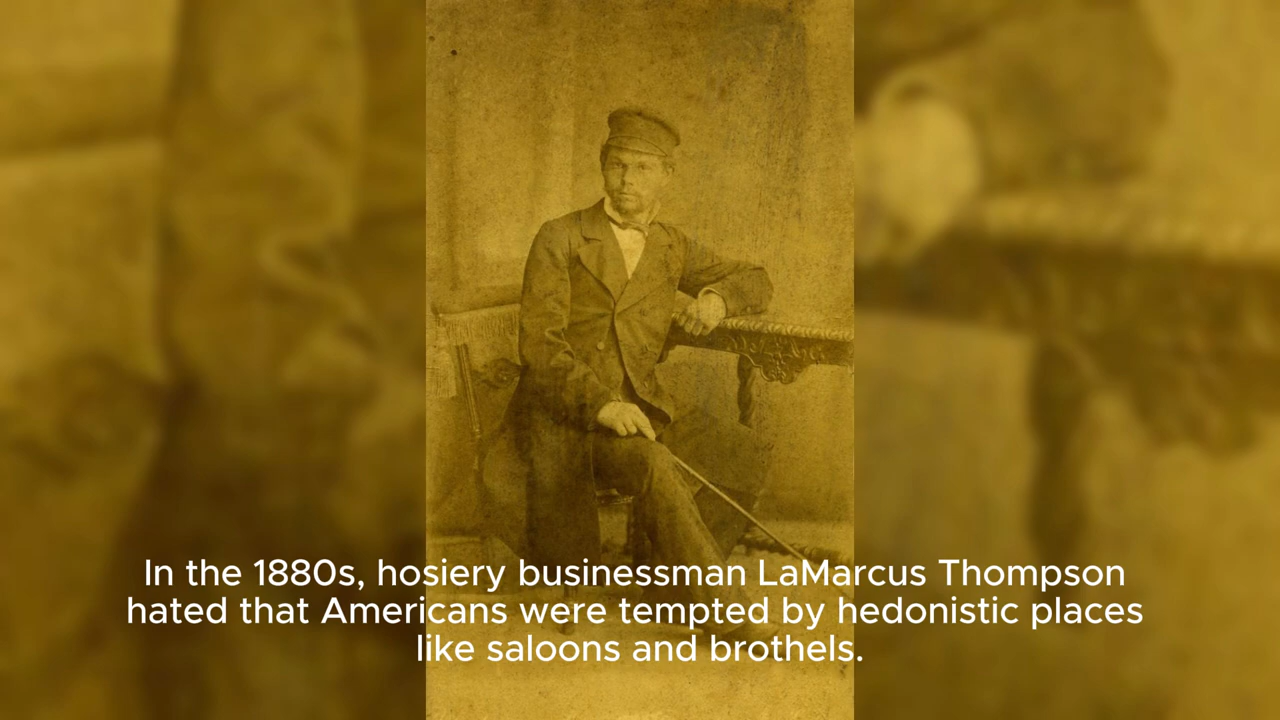 In the 1880s, hosiery businessman LaMarcus Thompson
hated that Americans were tempted by hedonistic places
like saloons and brothels.